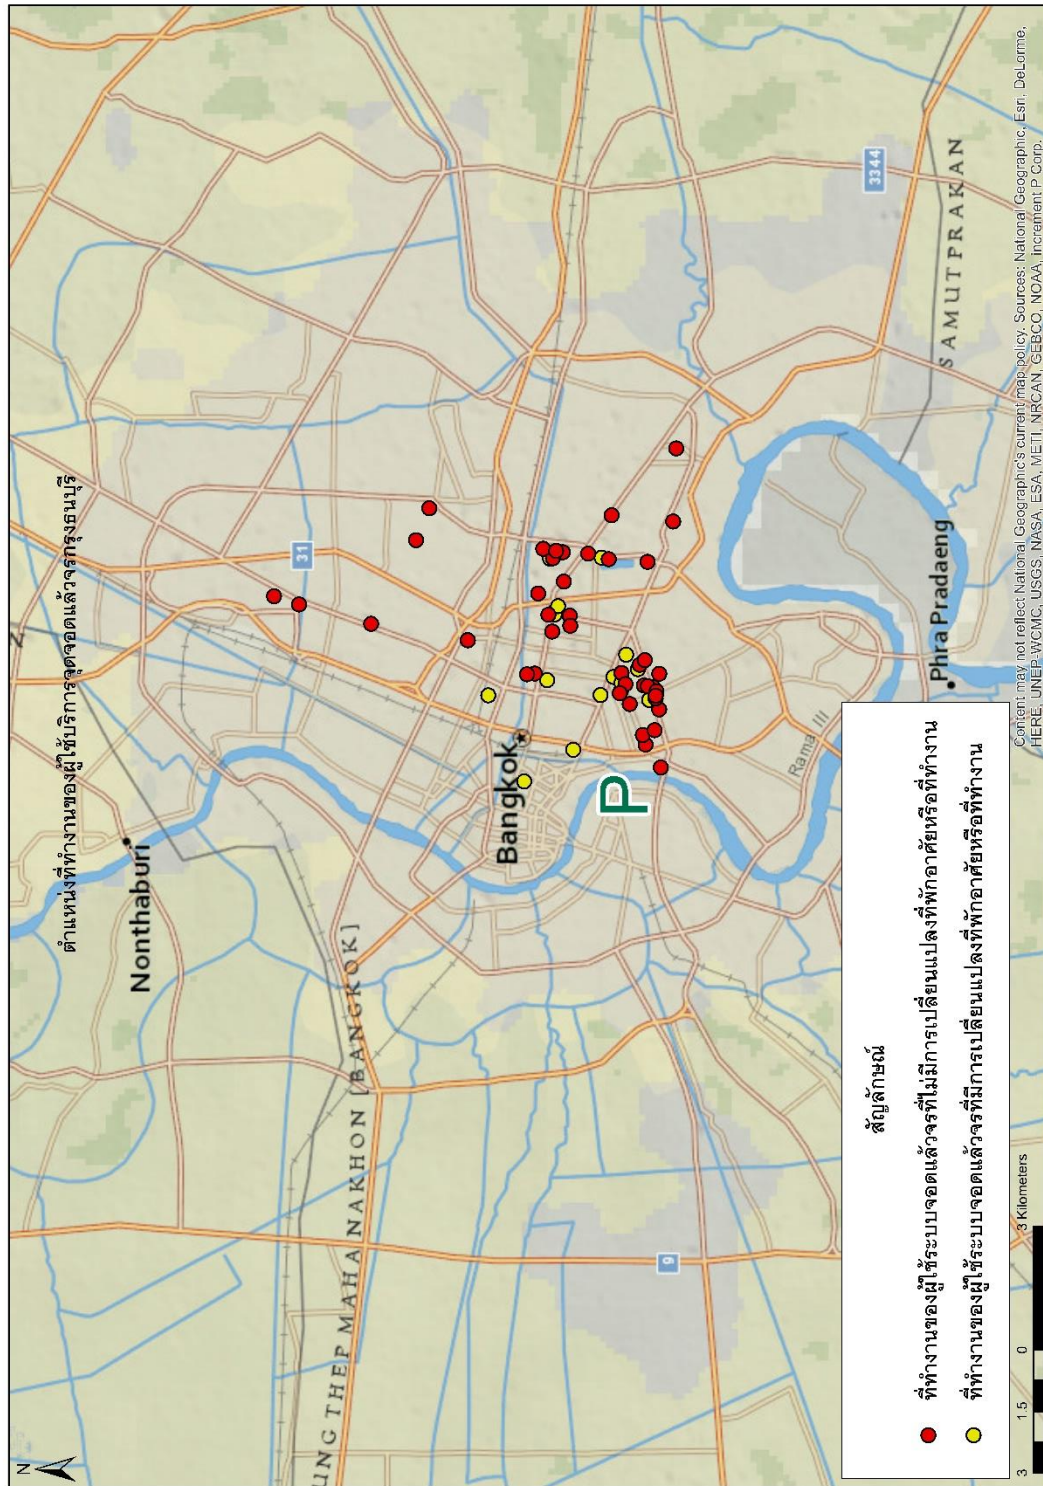 ตำแหน่งที่ทำงานของผู้ใช้บริการจุดจอดแล้วจรกรุงธนบุรี
N
Nonthaburi
31
UNG THEP MAHANAKHON [BANGKOK]
Bangkok
P
9
Rama III
Phra Pradaeng
3344
SAMUTPRAKAN
สัญลักษณ์
ที่ทำงานของผู้ใช้ระบบจอดแล้วจรที่ไม่มีการเปลี่ยนแปลงที่พักอาศัยหรือที่ทำงาน
ที่ทำงานของผู้ใช้ระบบจอดแล้วจรที่มีการเปลี่ยนแปลงที่พักอาศัยหรือที่ทำงาน
3 1.5 0 3 Kilometers
Content may not reflect National Geographic's current map policy. Sources: National Geographic, Esri, DeLorme,
HERE, UNEP-WCMC, USGS, NASA, ESA, METI, NRCAN, GEBCO, NOAA, increment P Corp.